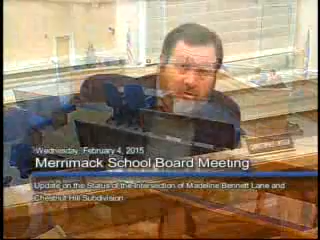 Wednesday, February 4, 2015
Merrimack School Board Meeting
Update on the Status of the Intersection of Madeline Bennett Lane and
Chestnut Hill Subdivision